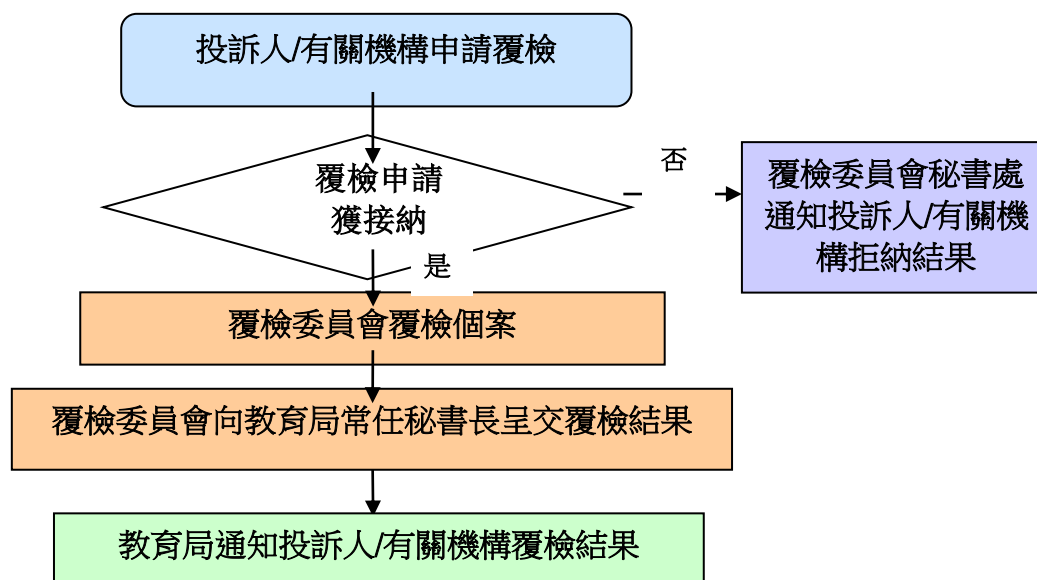 投訴人/有關機構申請覆檢
覆檢申請
獲接納
否
覆檢委員會秘書處
通知投訴人/有關機
構拒納結果
是
覆檢委員會覆檢個案
覆檢委員會向教育局常任秘書長呈交覆檢結果
教育局通知投訴人/有關機構覆檢結果